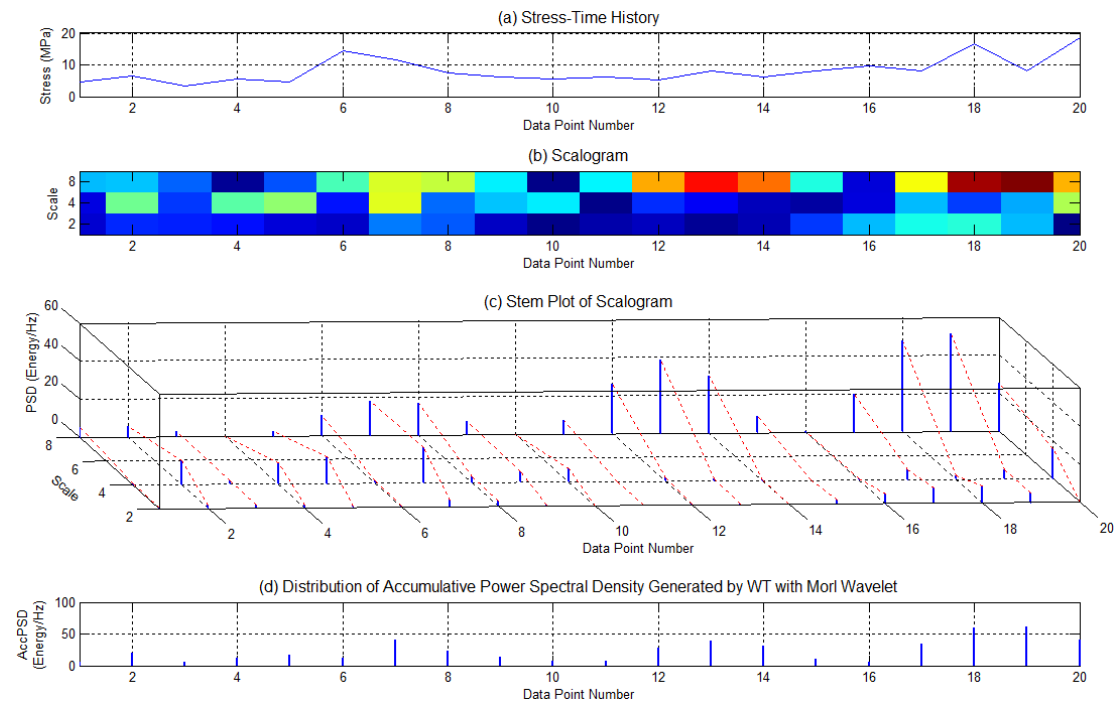 (a) Stress-Time History
Stress (MPa)
20
10
0
2 4 6 8 10 12 14 16 18 20
Data Point Number
(b) Scalogram
Scale
8
4
2
2 4 6 8 10 12 14 16 18 20
Data Point Number
(c) Stem Plot of Scalogram
PSD (Energy/Hz)
60
40
20
0
8
6
4
2
Scale
2 4 6 8 10 12 14 16 18 20
Data Point Number
(d) Distribution of Accumulative Power Spectral Density Generated by WT with Morl Wavelet
AccPSD
(Energy/Hz)
100
50
0
2 4 6 8 10 12 14 16 18 20
Data Point Number